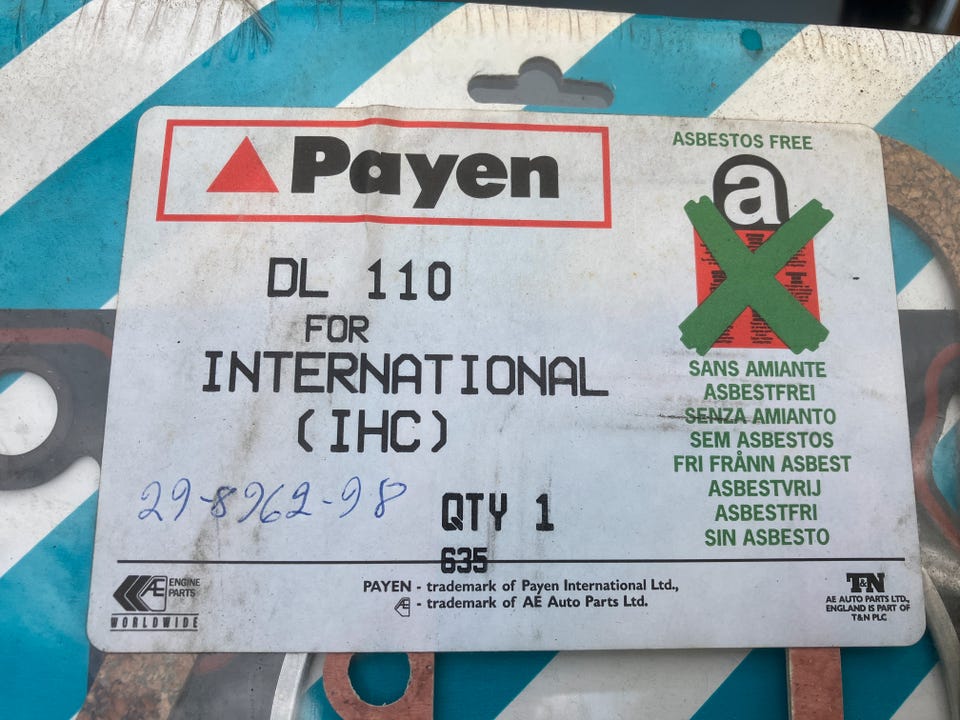 Payen
ASBESTOS FREE
a
DL 110
FOR
INTERNATIONAL
(IHC)
29-8962-98
QTY 1
635
SANS AMIANTE
ASBESTFREI
SENZA AMIANTO
SEM ASBESTOS
FRI FRÅNN ASBEST
ASBESTVRIJ
ASBESTFRI
SIN ASBESTO
AE ENGINE
PARTS
WORLDWIDE
PAYEN - trademark of Payen International Ltd.,
AE - trademark of AE Auto Parts Ltd.
T&N
AE AUTO PARTS LTD.,
ENGLAND IS PART OF
T&N PLC